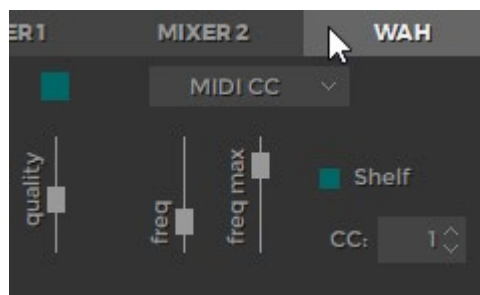 ER 1
MIXER 2
WAH
MIDI CC
quality
freq
freq max
Shelf
CC: 1